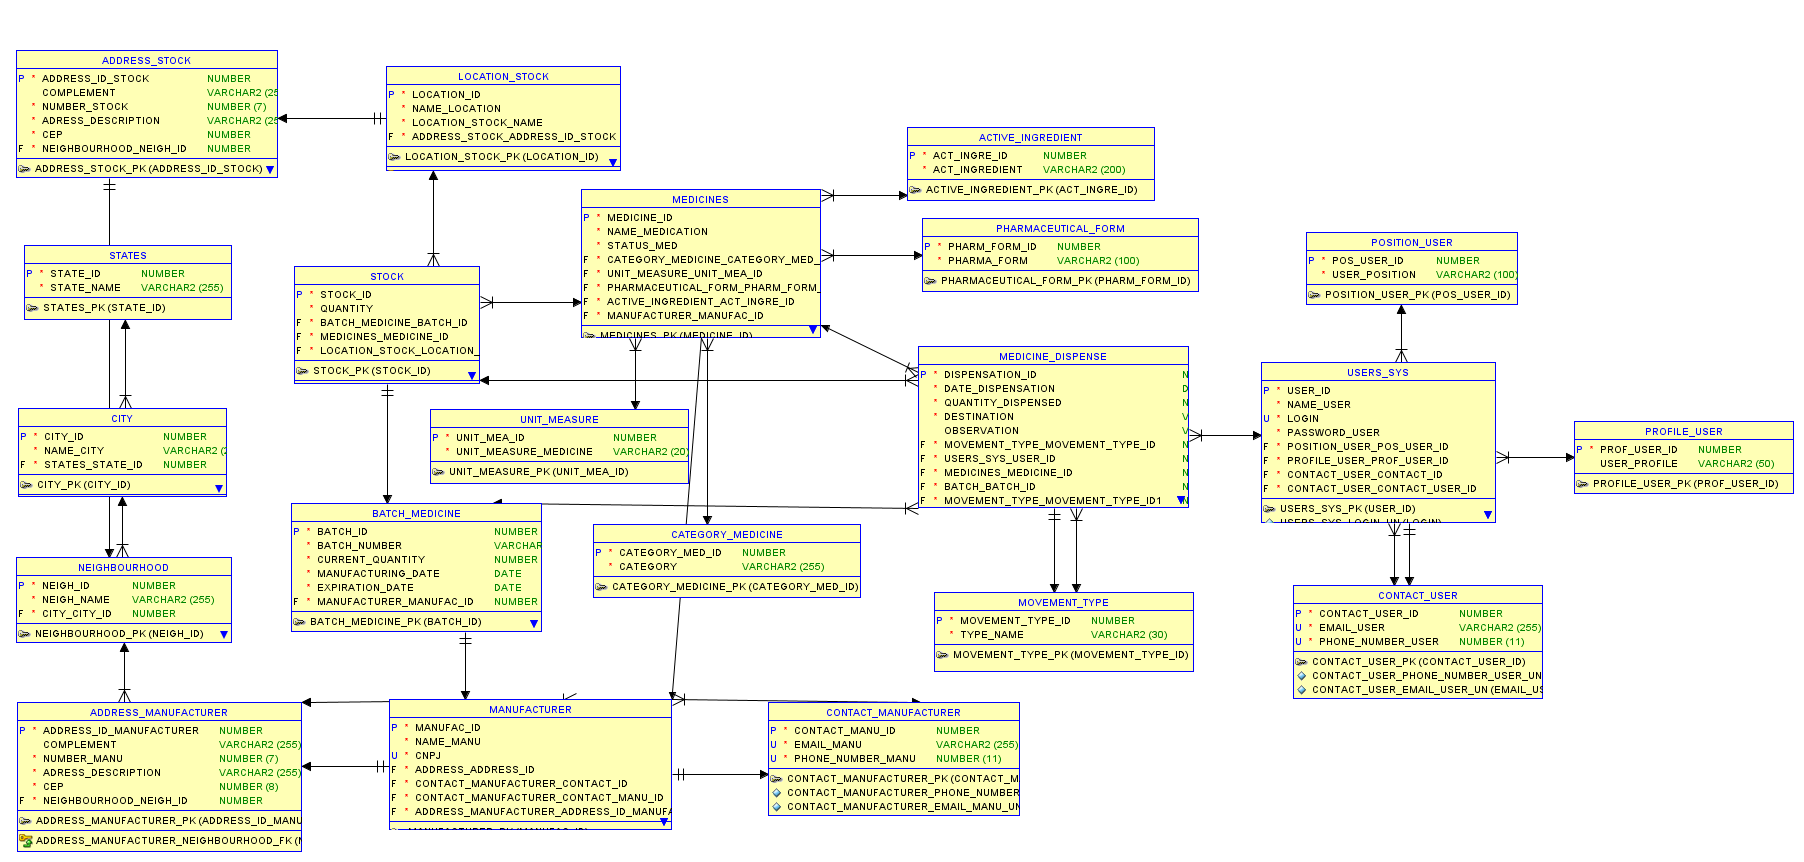 ADDRESS_STOCK
P * ADDRESS_ID_STOCK NUMBER
COMPLEMENT VARCHAR2 (25
* NUMBER_STOCK NUMBER (7)
* ADRESS_DESCRIPTION VARCHAR2 (25
* CEP NUMBER
F * NEIGHBOURHOOD_NEIGH_ID NUMBER
ADDRESS_STOCK_PK (ADDRESS_ID_STOCK)
LOCATION_STOCK
P * LOCATION_ID
* NAME_LOCATION
* LOCATION_STOCK_NAME
F * ADDRESS_STOCK_ADDRESS_ID_STOCK
LOCATION_STOCK_PK (LOCATION_ID)
ACTIVE_INGREDIENT
P * ACT_INGRE_ID NUMBER
* ACT_INGREDIENT VARCHAR2 (200)
ACTIVE_INGREDIENT_PK (ACT_INGRE_ID)
MEDICINES
P * MEDICINE_ID
* NAME_MEDICATION
* STATUS_MED
F * CATEGORY_MEDICINE_CATEGORY_MED_
F * UNIT_MEASURE_UNIT_MEA_ID
F * PHARMACEUTICAL_FORM_PHARM_FORM_
F * ACTIVE_INGREDIENT_ACT_INGRE_ID
F * MANUFACTURER_MANUFAC_ID
MEDICINES_PK (MEDICINE_ID)
PHARMACEUTICAL_FORM
P * PHARM_FORM_ID NUMBER
* PHARMA_FORM VARCHAR2 (100)
PHARMACEUTICAL_FORM_PK (PHARM_FORM_ID)
POSITION_USER
P * POS_USER_ID NUMBER
* USER_POSITION VARCHAR2 (100)
POSITION_USER_PK (POS_USER_ID)
STATES
P * STATE_ID NUMBER
* STATE_NAME VARCHAR2 (255)
STATES_PK (STATE_ID)
STOCK
P * STOCK_ID
* QUANTITY
F * BATCH_MEDICINE_BATCH_ID
F * MEDICINES_MEDICINE_ID
F * LOCATION_STOCK_LOCATION_
STOCK_PK (STOCK_ID)
MEDICINE_DISPENSE
P * DISPENSATION_ID N
* DATE_DISPENSATION D
* QUANTITY_DISPENSED N
* DESTINATION V
OBSERVATION V
F * MOVEMENT_TYPE_MOVEMENT_TYPE_ID N
F * USERS_SYS_USER_ID N
F * MEDICINES_MEDICINE_ID N
F * BATCH_BATCH_ID N
F * MOVEMENT_TYPE_MOVEMENT_TYPE_ID1 N
USERS_SYS
P * USER_ID
* NAME_USER
U * LOGIN
* PASSWORD_USER
F * POSITION_USER_POS_USER_ID
F * PROFILE_USER_PROF_USER_ID
F * CONTACT_USER_CONTACT_ID
F * CONTACT_USER_CONTACT_USER_ID
USERS_SYS_PK (USER_ID)
USERS_SYS_LOGIN_UN (LOGIN)
PROFILE_USER
P * PROF_USER_ID NUMBER
USER_PROFILE VARCHAR2 (50)
PROFILE_USER_PK (PROF_USER_ID)
CITY
P * CITY_ID NUMBER
* NAME_CITY VARCHAR2 (2
F * STATES_STATE_ID NUMBER
CITY_PK (CITY_ID)
UNIT_MEASURE
P * UNIT_MEA_ID NUMBER
* UNIT_MEASURE_MEDICINE VARCHAR2 (20)
UNIT_MEASURE_PK (UNIT_MEA_ID)
BATCH_MEDICINE
P * BATCH_ID NUMBER
* BATCH_NUMBER VARCHAR
* CURRENT_QUANTITY NUMBER
* MANUFACTURING_DATE DATE
* EXPIRATION_DATE DATE
F * MANUFACTURER_MANUFAC_ID NUMBER
BATCH_MEDICINE_PK (BATCH_ID)
CATEGORY_MEDICINE
P * CATEGORY_MED_ID NUMBER
* CATEGORY VARCHAR2 (255)
CATEGORY_MEDICINE_PK (CATEGORY_MED_ID)
NEIGHBOURHOOD
P * NEIGH_ID NUMBER
* NEIGH_NAME VARCHAR2 (255)
F * CITY_CITY_ID NUMBER
NEIGHBOURHOOD_PK (NEIGH_ID)
MOVEMENT_TYPE
P * MOVEMENT_TYPE_ID NUMBER
* TYPE_NAME VARCHAR2 (30)
MOVEMENT_TYPE_PK (MOVEMENT_TYPE_ID)
CONTACT_USER
P * CONTACT_USER_ID NUMBER
U * EMAIL_USER VARCHAR2 (255)
U * PHONE_NUMBER_USER NUMBER (11)
CONTACT_USER_PK (CONTACT_USER_ID)
CONTACT_USER_PHONE_NUMBER_USER_UN
CONTACT_USER_EMAIL_USER_UN (EMAIL_US
ADDRESS_MANUFACTURER
P * ADDRESS_ID_MANUFACTURER NUMBER
COMPLEMENT VARCHAR2 (255)
* NUMBER_MANU NUMBER (7)
* ADRESS_DESCRIPTION VARCHAR2 (255)
* CEP NUMBER (8)
F * NEIGHBOURHOOD_NEIGH_ID NUMBER
ADDRESS_MANUFACTURER_PK (ADDRESS_ID_MANU
ADDRESS_MANUFACTURER_NEIGHBOURHOOD_FK (N
MANUFACTURER
P * MANUFAC_ID
* NAME_MANU
U * CNPJ
F * ADDRESS_ADDRESS_ID
F * CONTACT_MANUFACTURER_CONTACT_ID
F * CONTACT_MANUFACTURER_CONTACT_MANU_ID
F * ADDRESS_MANUFACTURER_ADDRESS_ID_MANUFA
MANUFACTURER_PK (MANUFAC_ID)
CONTACT_MANUFACTURER
P * CONTACT_MANU_ID NUMBER
U * EMAIL_MANU VARCHAR2 (255)
U * PHONE_NUMBER_MANU NUMBER (11)
CONTACT_MANUFACTURER_PK (CONTACT_M
CONTACT_MANUFACTURER_PHONE_NUMBER
CONTACT_MANUFACTURER_EMAIL_MANU_UN